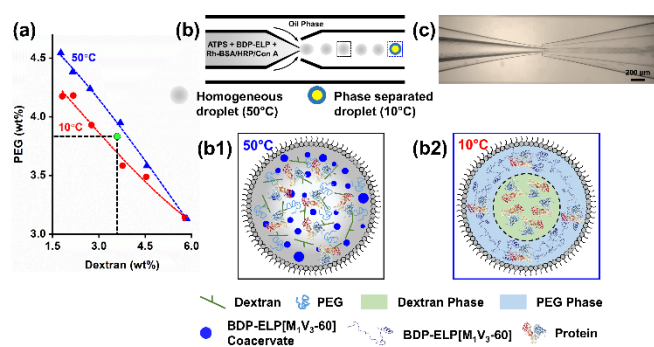 (a)
4.5
4.0
3.5
3.0
PEG (wt%)
50°C
10°C
1.5
3.0
4.5
6.0
Dextran (wt%)
(b)
Oil Phase
ATPS + BDP-ELP +
Rh-BSA/HRP/Con A
Homogeneous
droplet (50°C)
Phase separated
droplet (10°C)
(c)
200 µm
(b1)
50°C
(b2)
10°C
Dextran
PEG
Dextran Phase
PEG Phase
BDP-ELP[M₁V₃-60]
Coacervate
BDP-ELP[M₁V₃-60]
Protein